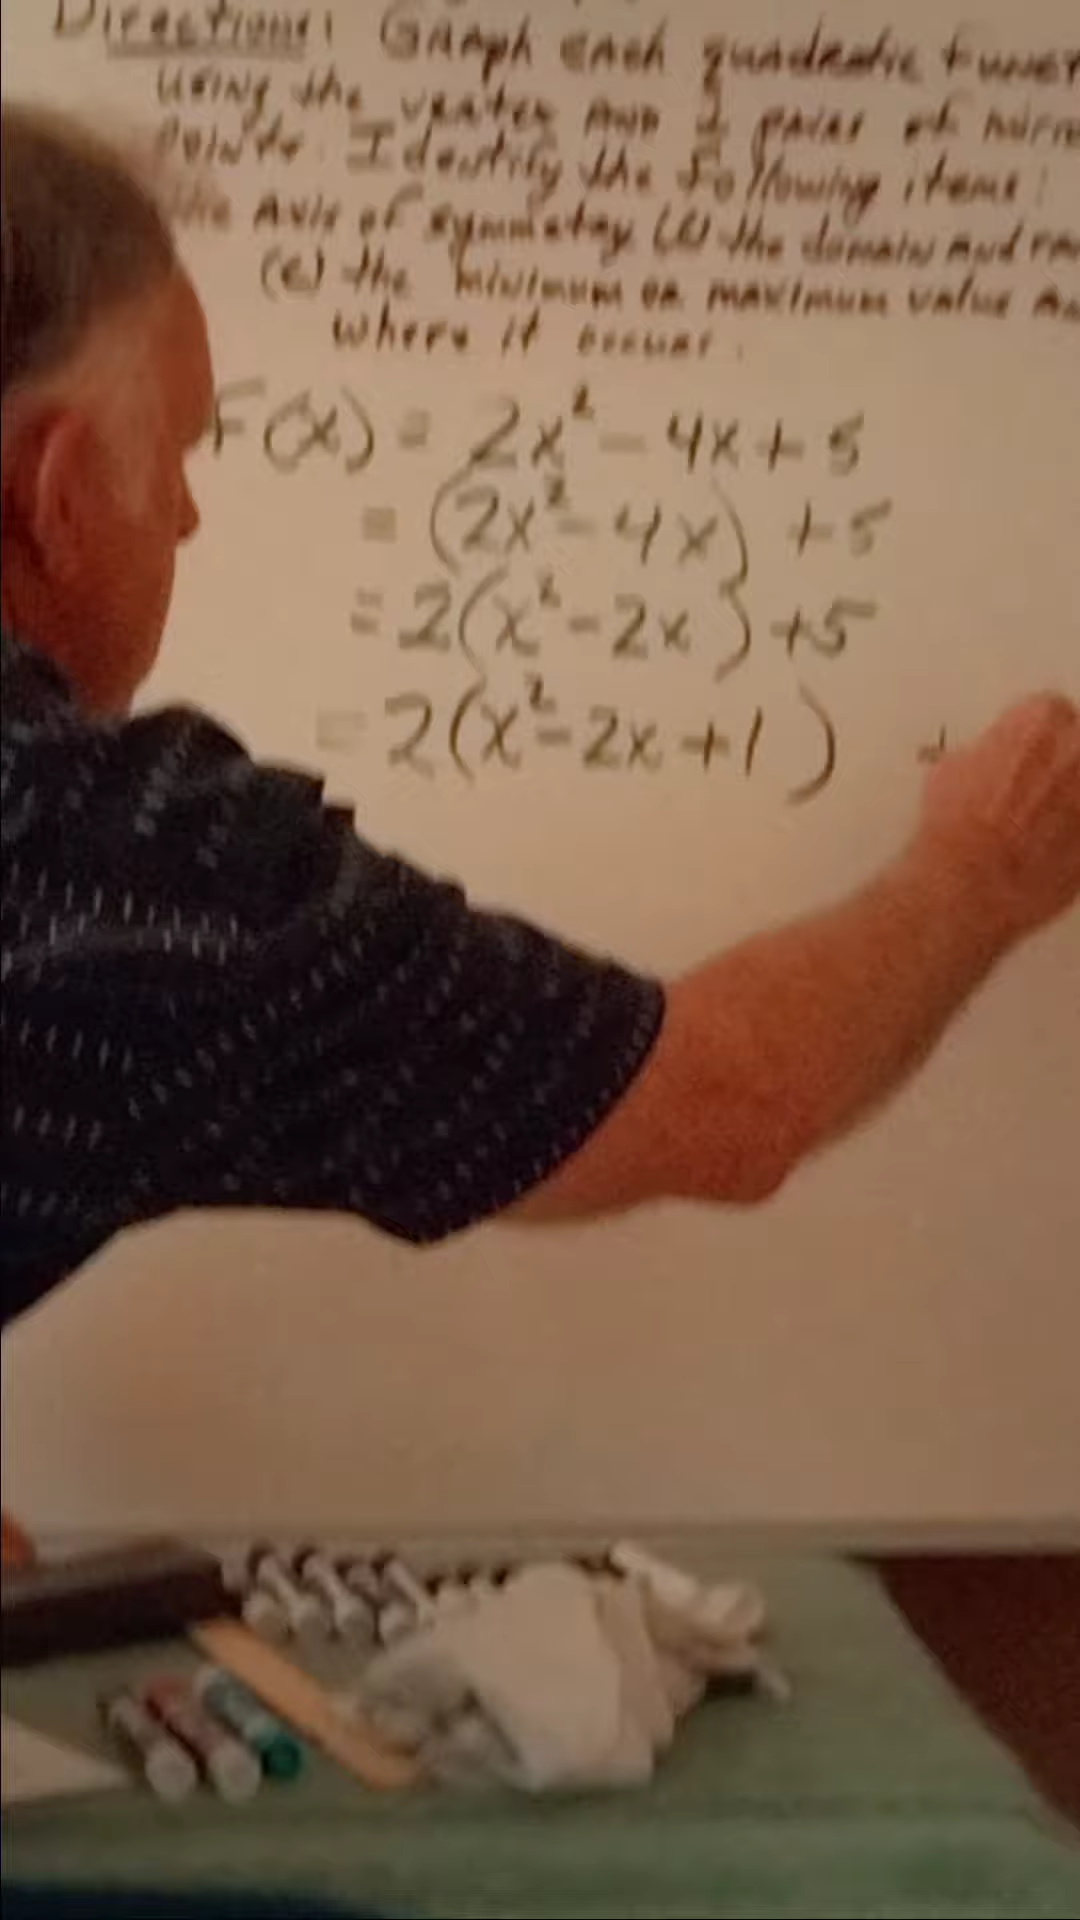 Directions: Graph each quadratic funct
using the vertex and 2 pairs of mirro
points. Identify the following items:
the axis of symmetry (b) the domain and ra
(c) the minimum or maximum value an
where it occurs.
F(x) = 2x² - 4x + 5
= (2x² - 4x) + 5
= 2(x² - 2x) + 5
= 2(x² - 2x + 1) +